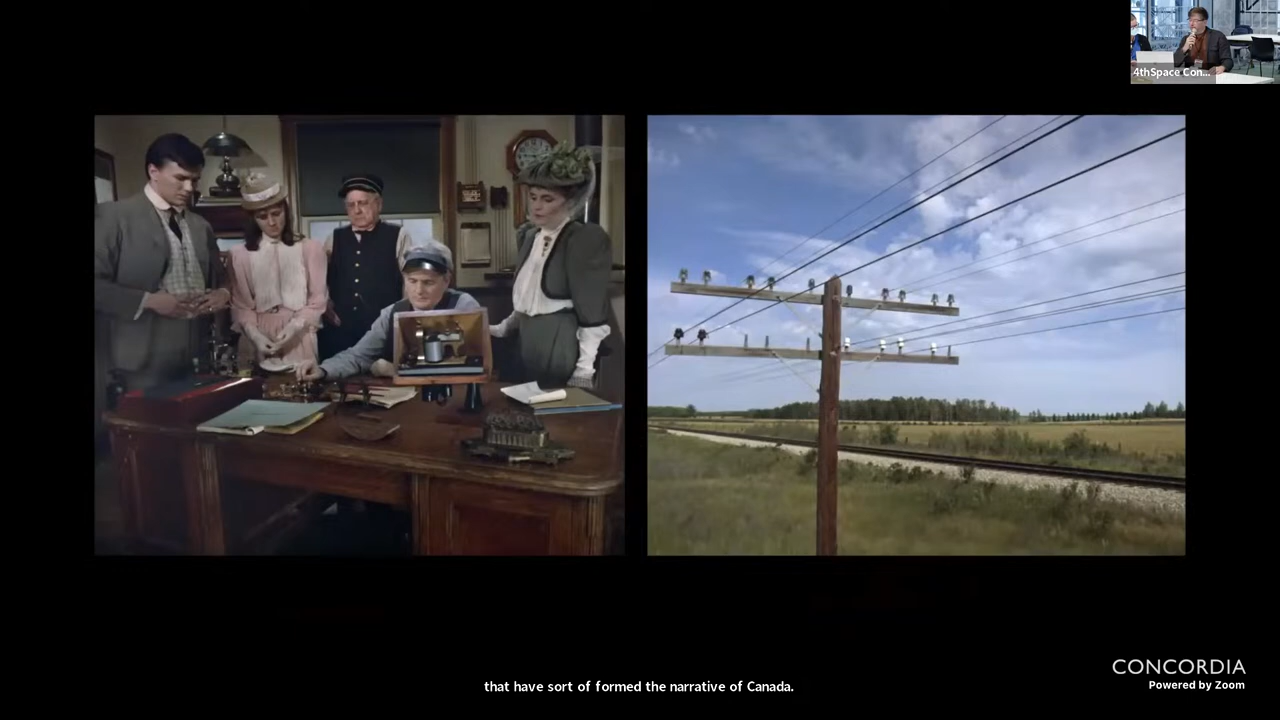 4thSpace Con...
that have sort of formed the narrative of Canada.
CONCORDIA
Powered by Zoom